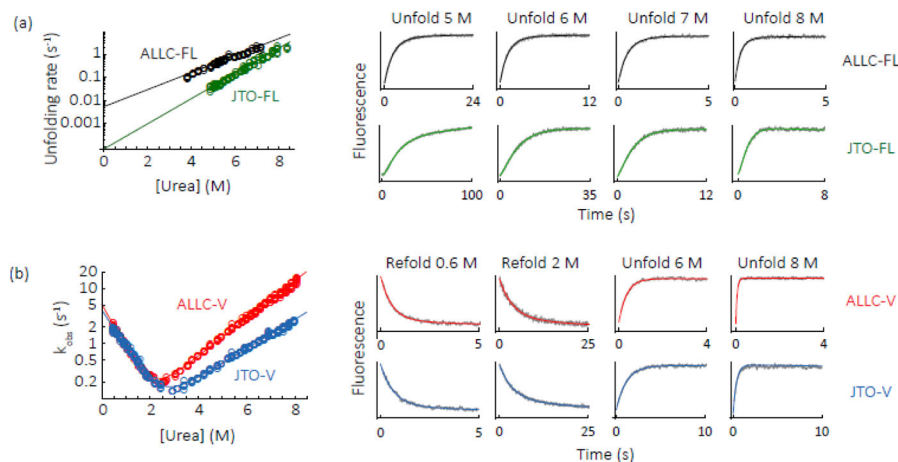 (a)
Unfolding rate (s⁻¹)
1
0.1
0.01
0.001
ALLC-FL
JTO-FL
0 2 4 6 8
[Urea] (M)
Unfold 5 M Unfold 6 M Unfold 7 M Unfold 8 M
Fluorescence
ALLC-FL
0 24 0 12 0 5 0 5
JTO-FL
0 100 0 35 0 12 0 8
Time (s)
(b)
k_obs (s⁻¹)
20
10
5
2
1
0.5
0.2
ALLC-V
JTO-V
0 2 4 6 8
[Urea] (M)
Refold 0.6 M Refold 2 M Unfold 6 M Unfold 8 M
Fluorescence
ALLC-V
0 5 0 25 0 4 0 4
JTO-V
0 5 0 25 0 10 0 10
Time (s)